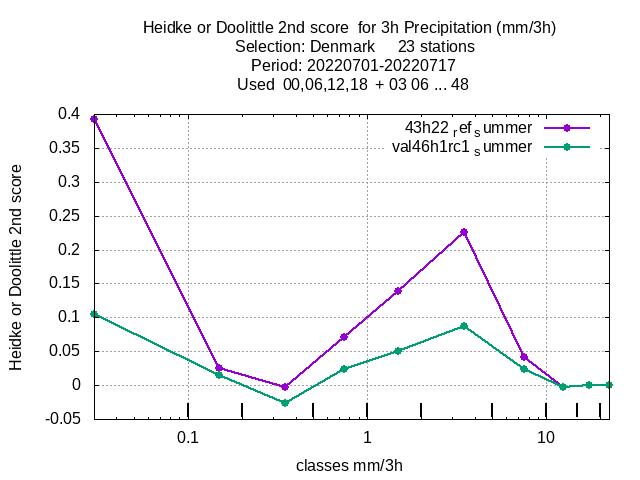 Heidke or Doolittle 2nd score  for 3h Precipitation (mm/3h)
Selection: Denmark     23 stations
Period: 20220701-20220717
Used  00,06,12,18  + 03 06 ... 48
43h22 ref summer
val46h1rc1 summer
0.4
0.35
0.3
0.25
0.2
0.15
0.1
0.05
0
-0.05
Heidke or Doolittle 2nd score
0.1 1 10
classes mm/3h